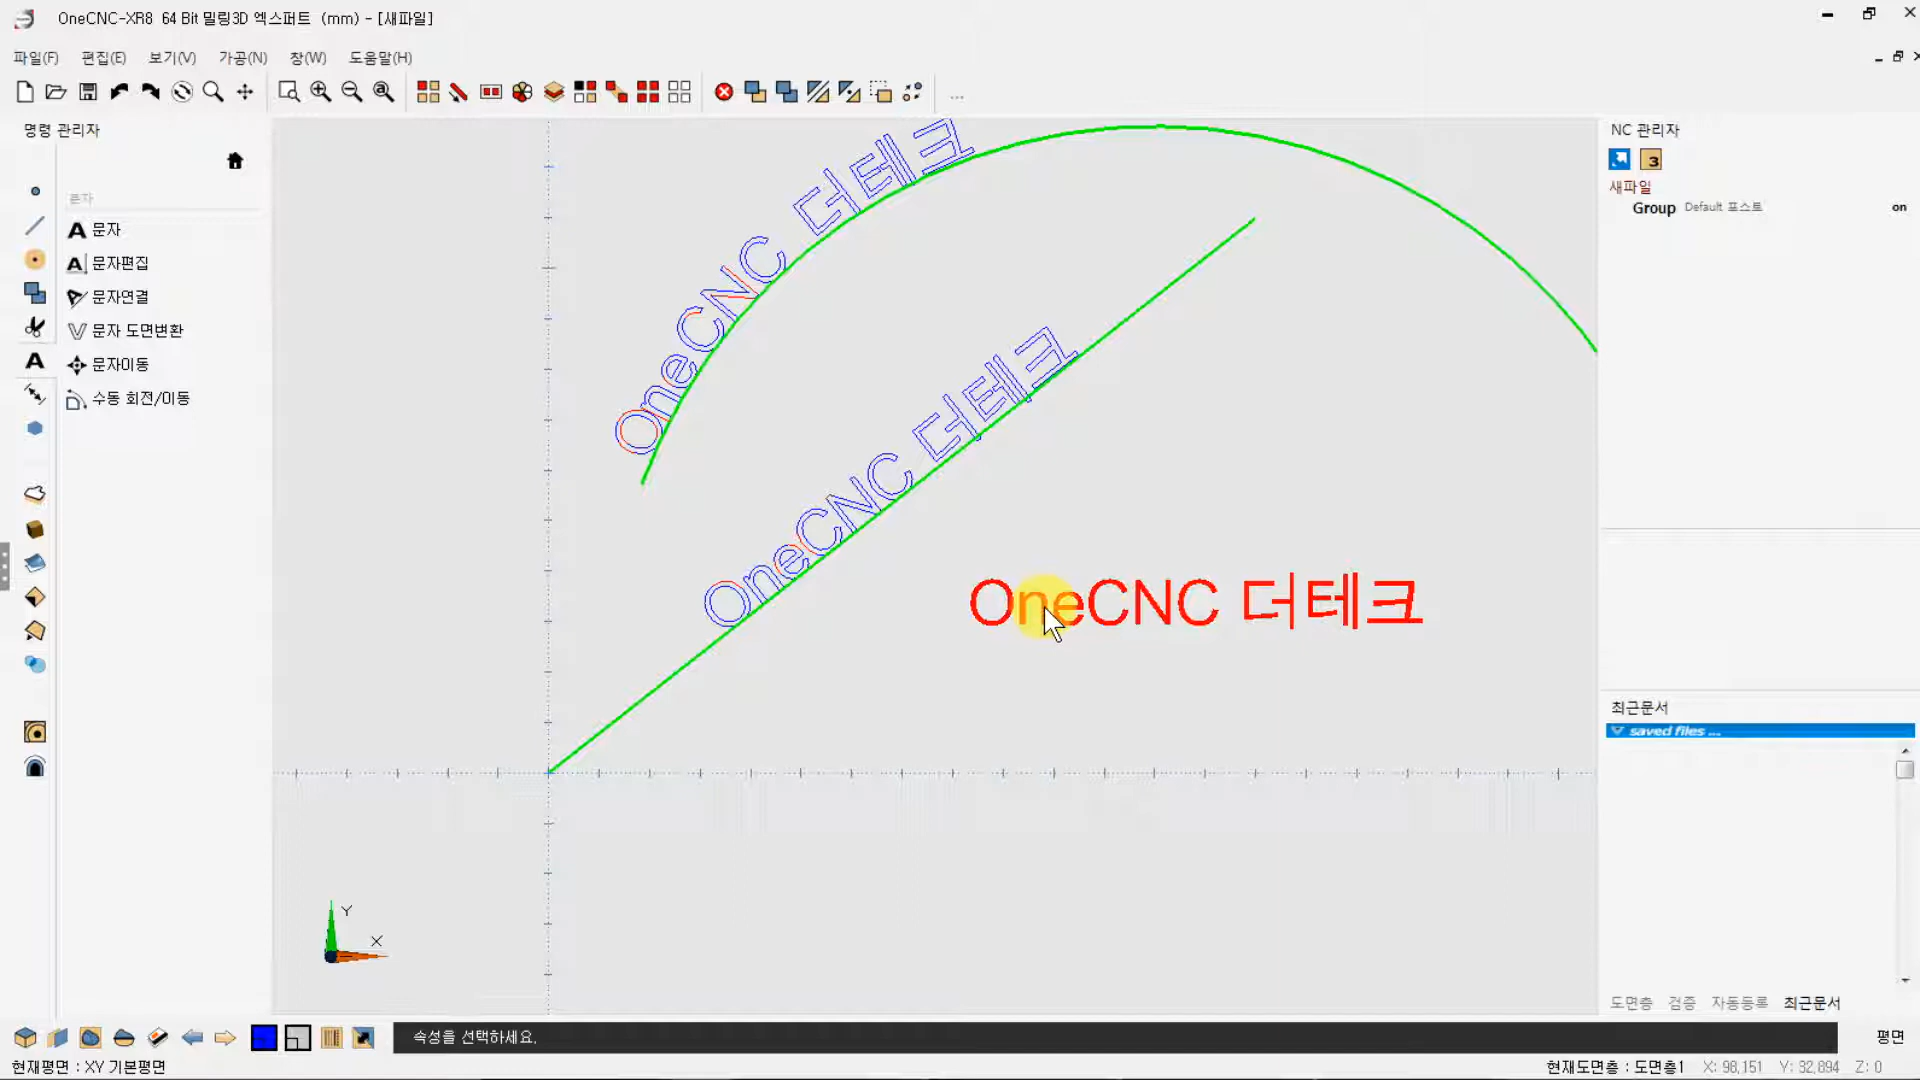 OneCNC-XR8 64 Bit 밀링3D 엑스퍼트 (mm) - [새파일]
파일(F) 편집(E) 보기(V) 가공(N) 창(W) 도움말(H)
...
명령 관리자
문자
A 문자
A 문자편집
문자연결
문자 도면변환
문자이동
수동 회전/이동
OneCNC 더테크
OneCNC 더테크
OneCNC 더테크
Y
X
NC 관리자
3
새파일
Group Default 포스트 on
최근문서
saved files ...
도면층 검증 자동등록 최근문서
속성을 선택하세요.
평면
현재평면 : XY 기본평면
현재도면층 : 도면층1 X: 98,151 Y: 32,894 Z: 0